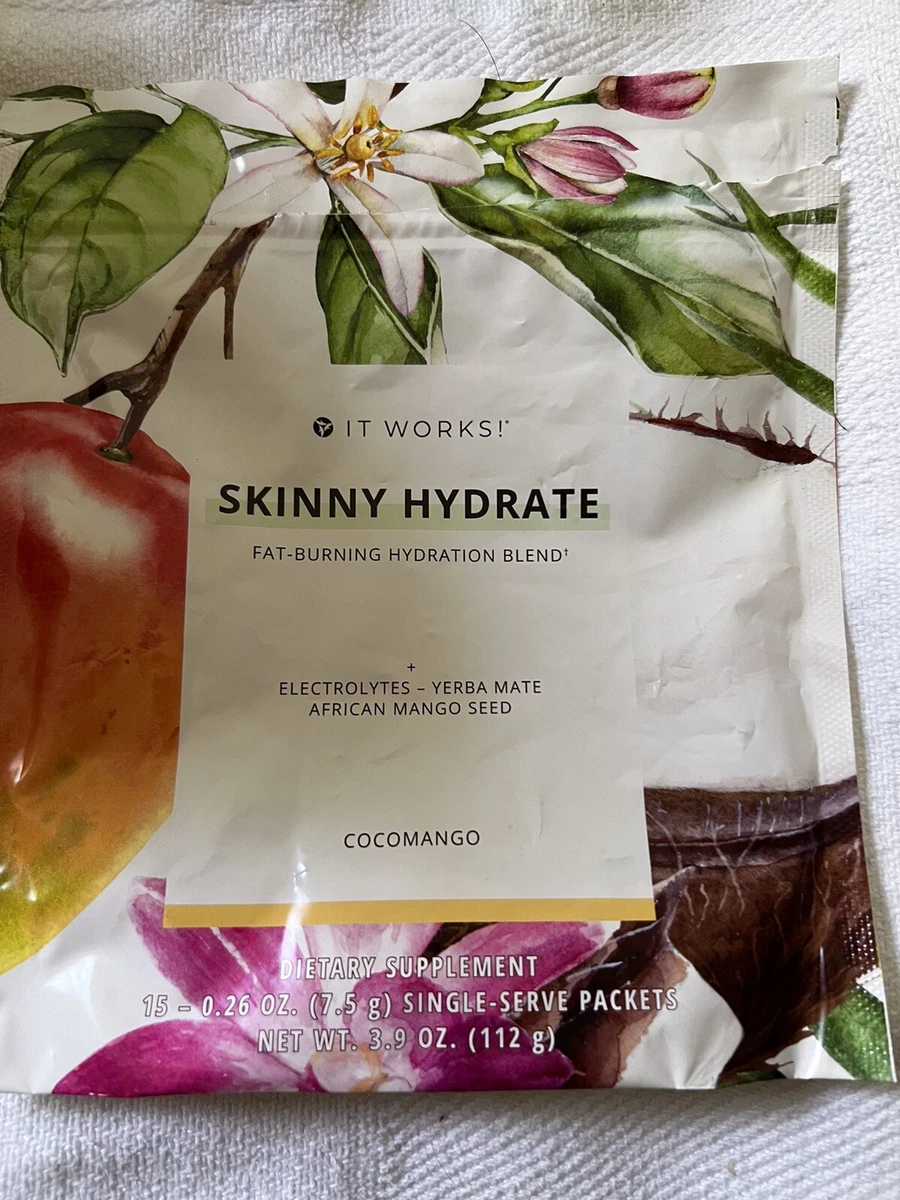 IT WORKS!®
SKINNY HYDRATE
FAT-BURNING HYDRATION BLEND†
+
ELECTROLYTES – YERBA MATE
AFRICAN MANGO SEED
COCOMANGO
DIETARY SUPPLEMENT
15 – 0.26 OZ. (7.5 g) SINGLE-SERVE PACKETS
NET WT. 3.9 OZ. (112 g)